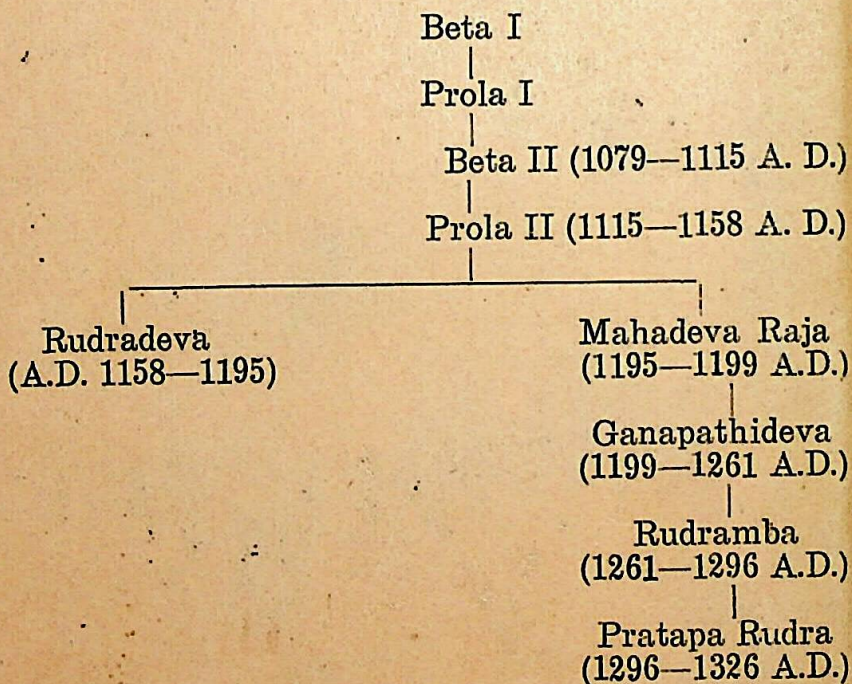 Beta I
Prola I
Beta II (1079—1115 A. D.)
Prola II (1115—1158 A. D.)
Rudradeva
(A.D. 1158—1195)
Mahadeva Raja
(1195—1199 A.D.)
Ganapathideva
(1199—1261 A.D.)
Rudramba
(1261—1296 A.D.)
Pratapa Rudra
(1296—1326 A.D.)